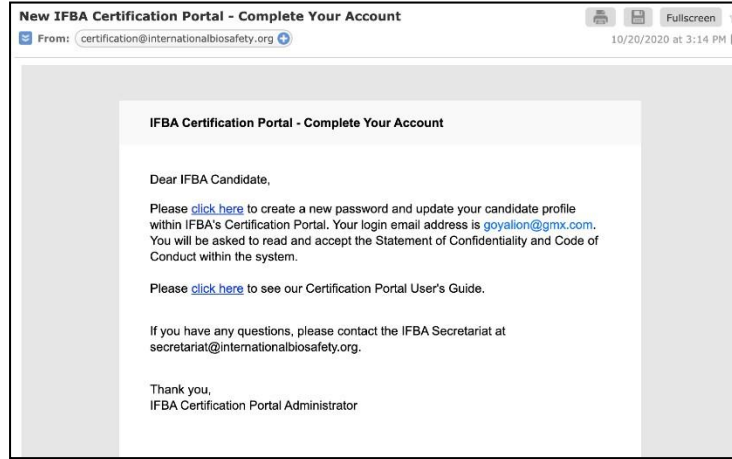 New IFBA Certification Portal - Complete Your Account
Fullscreen
From: certification@internationalbiosafety.org
10/20/2020 at 3:14 PM
IFBA Certification Portal - Complete Your Account
Dear IFBA Candidate,
Please click here to create a new password and update your candidate profile
within IFBA's Certification Portal. Your login email address is goyalion@gmx.com.
You will be asked to read and accept the Statement of Confidentiality and Code of
Conduct within the system.
Please click here to see our Certification Portal User's Guide.
If you have any questions, please contact the IFBA Secretariat at
secretariat@internationalbiosafety.org.
Thank you,
IFBA Certification Portal Administrator